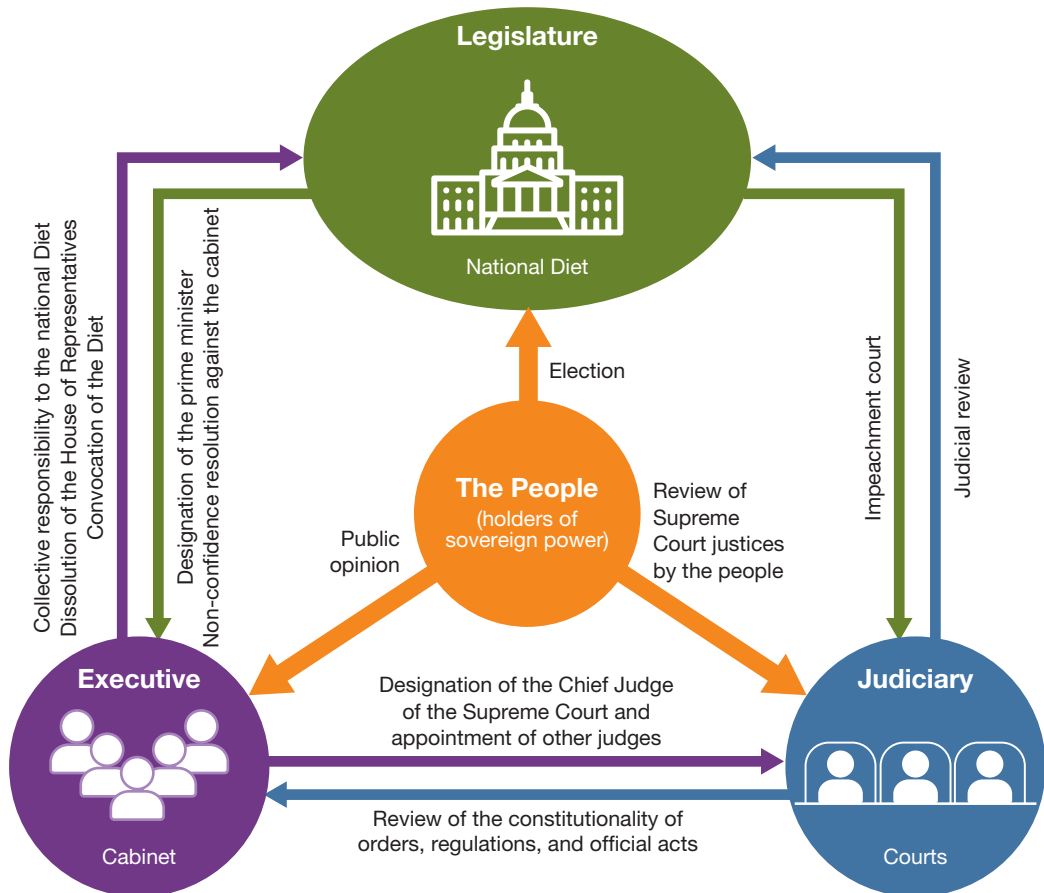 Legislature
National Diet
Collective responsibility to the national Diet
Dissolution of the House of Representatives
Convocation of the Diet
Designation of the prime minister
Non-confidence resolution against the cabinet
Election
Impeachment court
Judicial review
The People
(holders of
sovereign power)
Public
opinion
Review of
Supreme
Court justices
by the people
Executive
Cabinet
Designation of the Chief Judge
of the Supreme Court and
appointment of other judges
Review of the constitutionality of
orders, regulations, and official acts
Judiciary
Courts